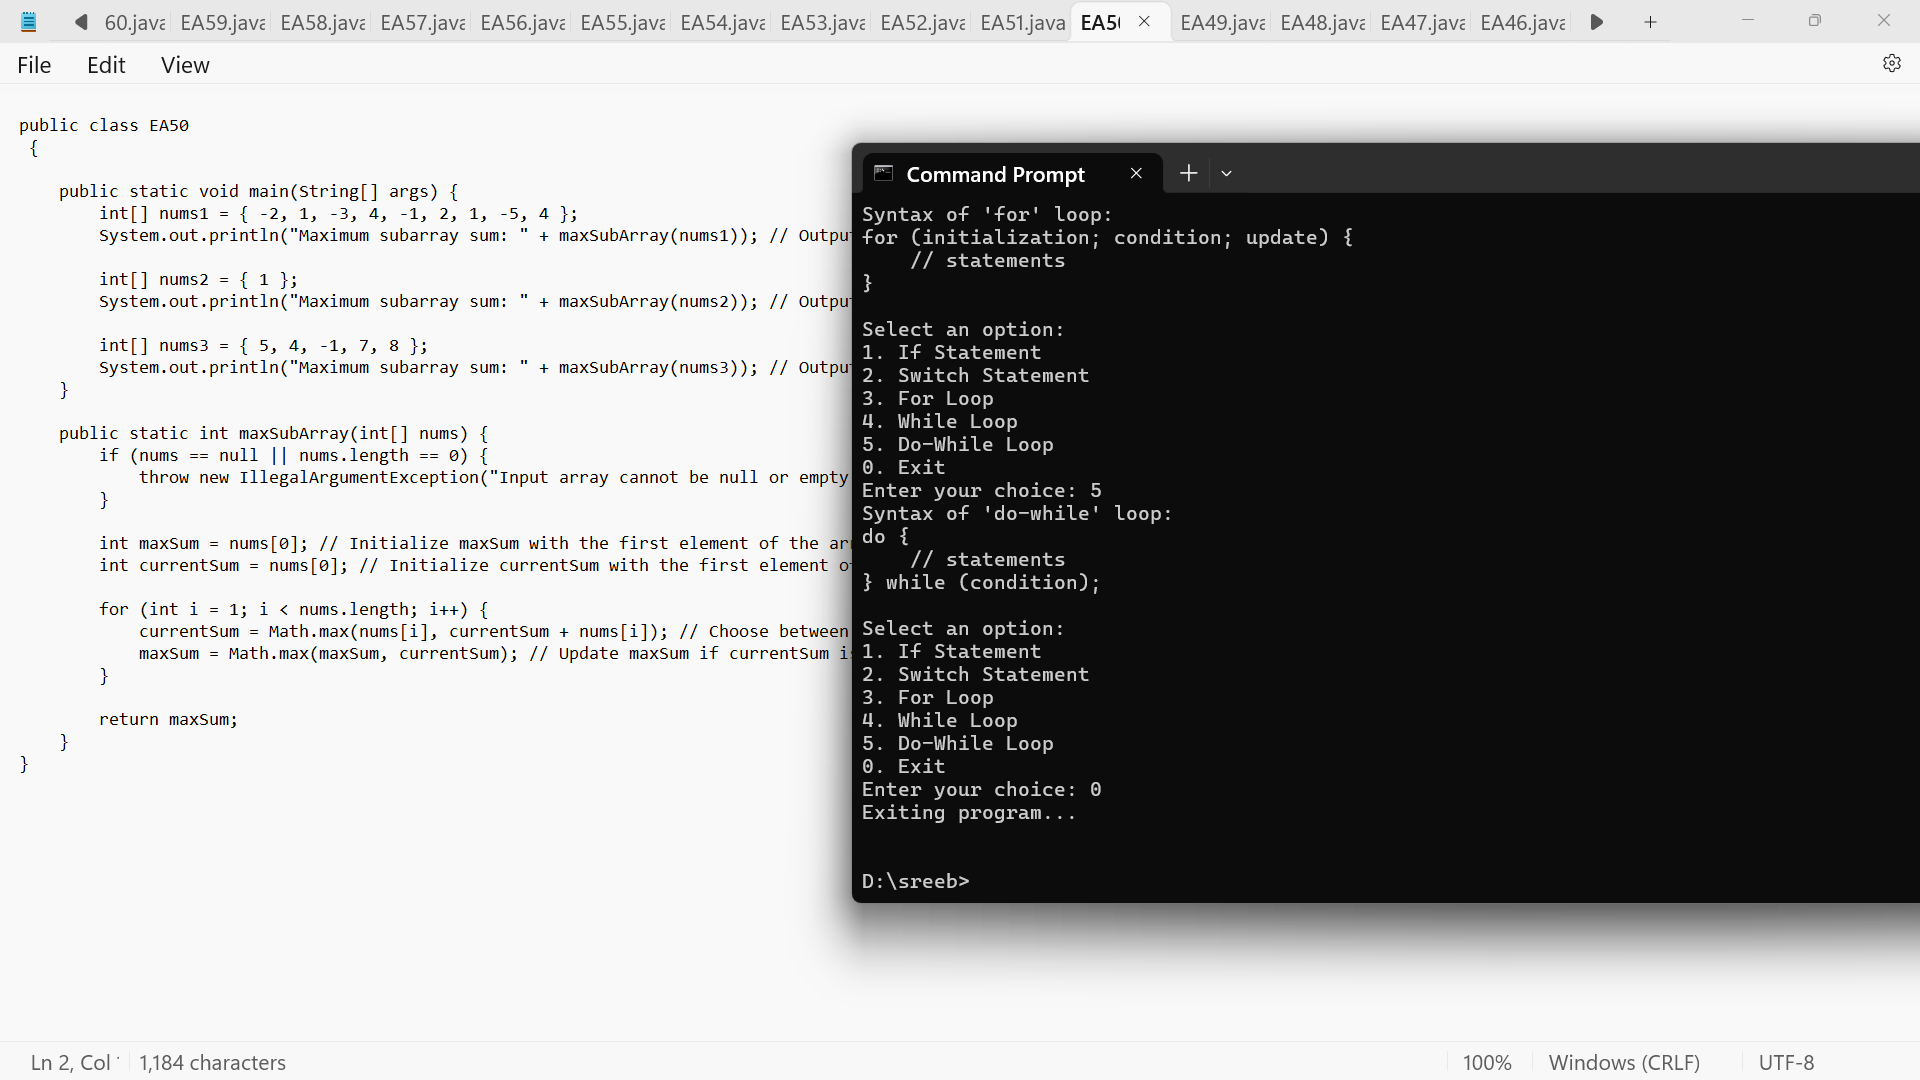 60.java EA59.java EA58.java EA57.java EA56.java EA55.java EA54.java EA53.java EA52.java EA51.java EA50 EA49.java EA48.java EA47.java EA46.java
File Edit View
public class EA50
{
public static void main(String[] args) {
int[] nums1 = { -2, 1, -3, 4, -1, 2, 1, -5, 4 };
System.out.println("Maximum subarray sum: " + maxSubArray(nums1)); // Outpu
int[] nums2 = { 1 };
System.out.println("Maximum subarray sum: " + maxSubArray(nums2)); // Outpu
int[] nums3 = { 5, 4, -1, 7, 8 };
System.out.println("Maximum subarray sum: " + maxSubArray(nums3)); // Outpu
}
public static int maxSubArray(int[] nums) {
if (nums == null || nums.length == 0) {
throw new IllegalArgumentException("Input array cannot be null or empty
}
int maxSum = nums[0]; // Initialize maxSum with the first element of the ar
int currentSum = nums[0]; // Initialize currentSum with the first element o
for (int i = 1; i < nums.length; i++) {
currentSum = Math.max(nums[i], currentSum + nums[i]); // Choose between
maxSum = Math.max(maxSum, currentSum); // Update maxSum if currentSum is
}
return maxSum;
}
}
Command Prompt
Syntax of 'for' loop:
for (initialization; condition; update) {
// statements
}
Select an option:
1. If Statement
2. Switch Statement
3. For Loop
4. While Loop
5. Do-While Loop
0. Exit
Enter your choice: 5
Syntax of 'do-while' loop:
do {
// statements
} while (condition);
Select an option:
1. If Statement
2. Switch Statement
3. For Loop
4. While Loop
5. Do-While Loop
0. Exit
Enter your choice: 0
Exiting program...
D:\sreeb>
Ln 2, Col 1,184 characters 100% Windows (CRLF) UTF-8